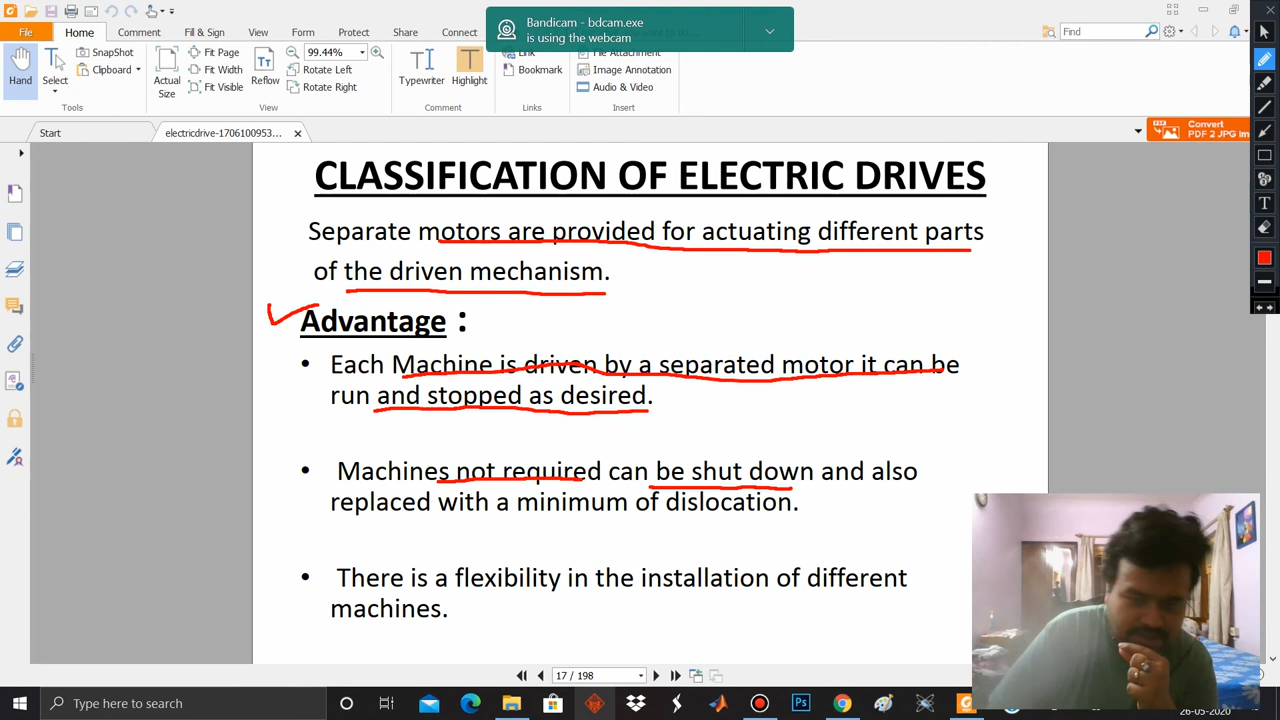 Bandicam - bdcam.exe
is using the webcam
File Home Comment Fill & Sign View Form Protect Share Connect
Find
Hand
Select
SnapShot
Clipboard
Actual
Size
Fit Page
Fit Width
Fit Visible
Reflow
99.44%
Rotate Left
Rotate Right
Typewriter
Highlight
Link
Bookmark
File Attachment
Image Annotation
Audio & Video
Tools View Comment Links Insert
Start
electricdrive-1706100953...
Convert
PDF 2 JPG
CLASSIFICATION OF ELECTRIC DRIVES
Separate motors are provided for actuating different parts
of the driven mechanism.
Advantage :
• Each Machine is driven by a separated motor it can be
run and stopped as desired.
• Machines not required can be shut down and also
replaced with a minimum of dislocation.
• There is a flexibility in the installation of different
machines.
17 / 198
Type here to search
26-05-2020